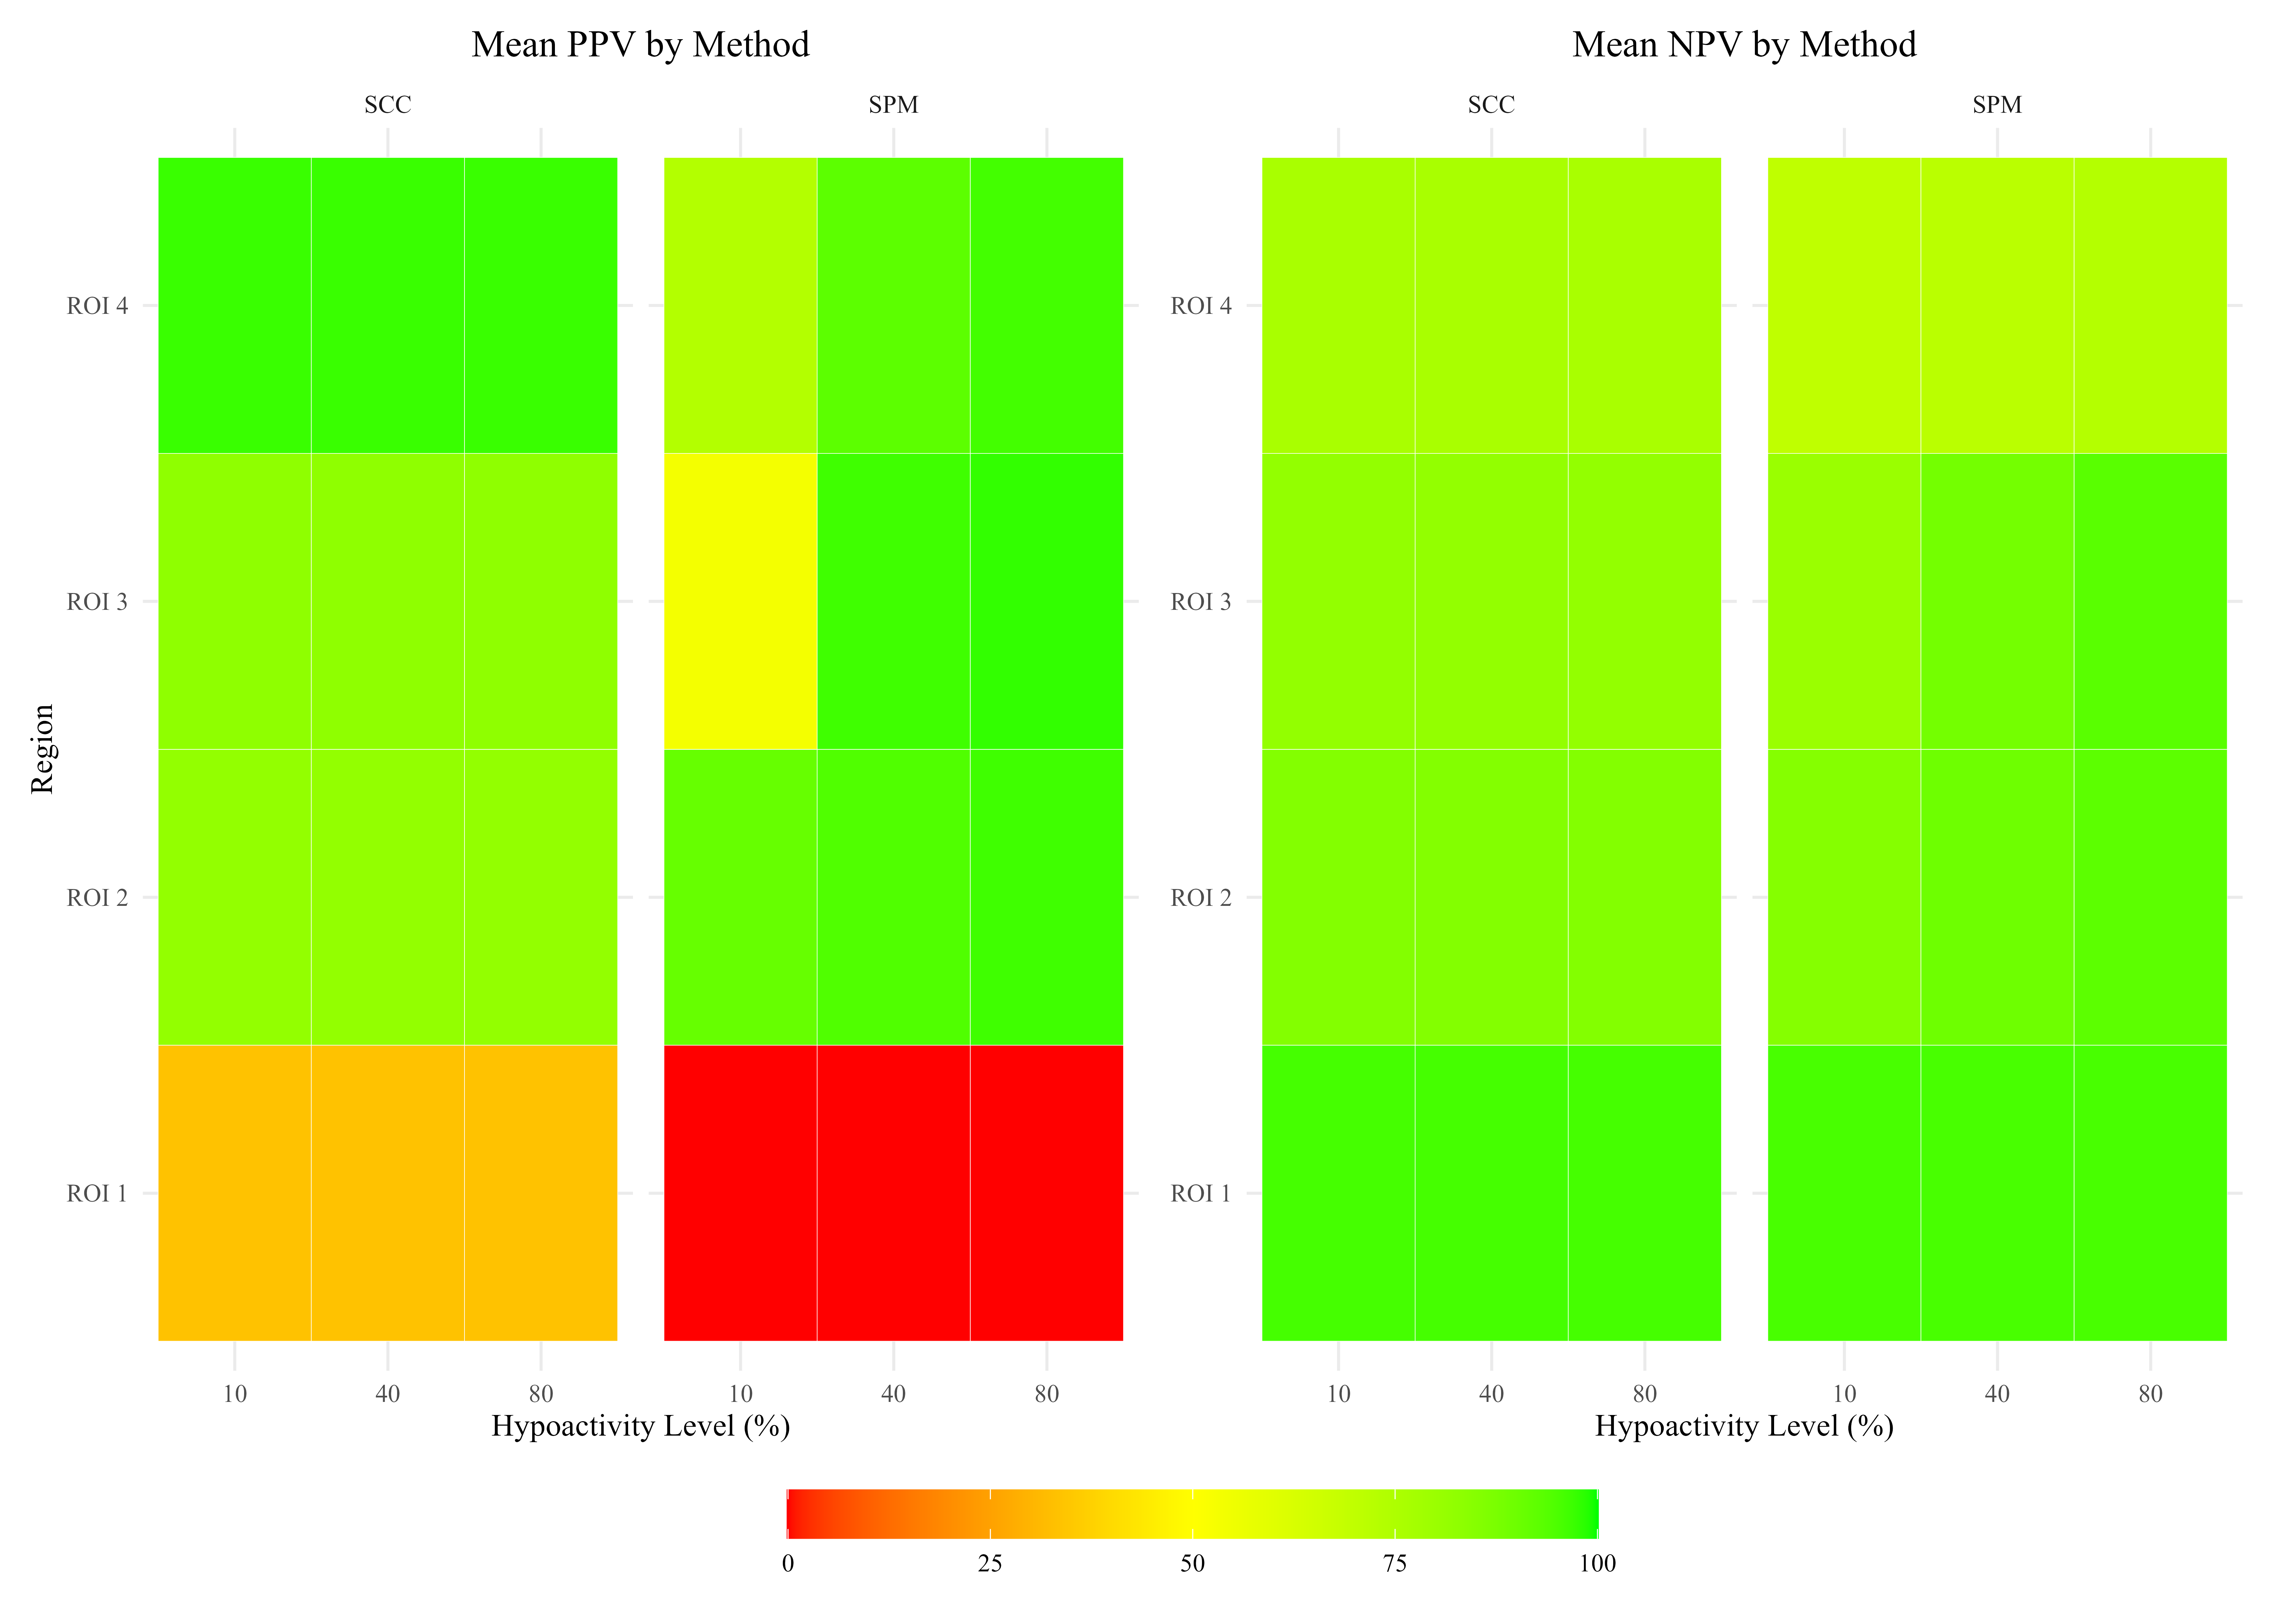 Mean PPV by Method
SCC
SPM
ROI 4
ROI 3
ROI 2
ROI 1
Region
10
40
80
10
40
80
Hypoactivity Level (%)
Mean NPV by Method
SCC
SPM
ROI 4
ROI 3
ROI 2
ROI 1
10
40
80
10
40
80
Hypoactivity Level (%)
0
25
50
75
100